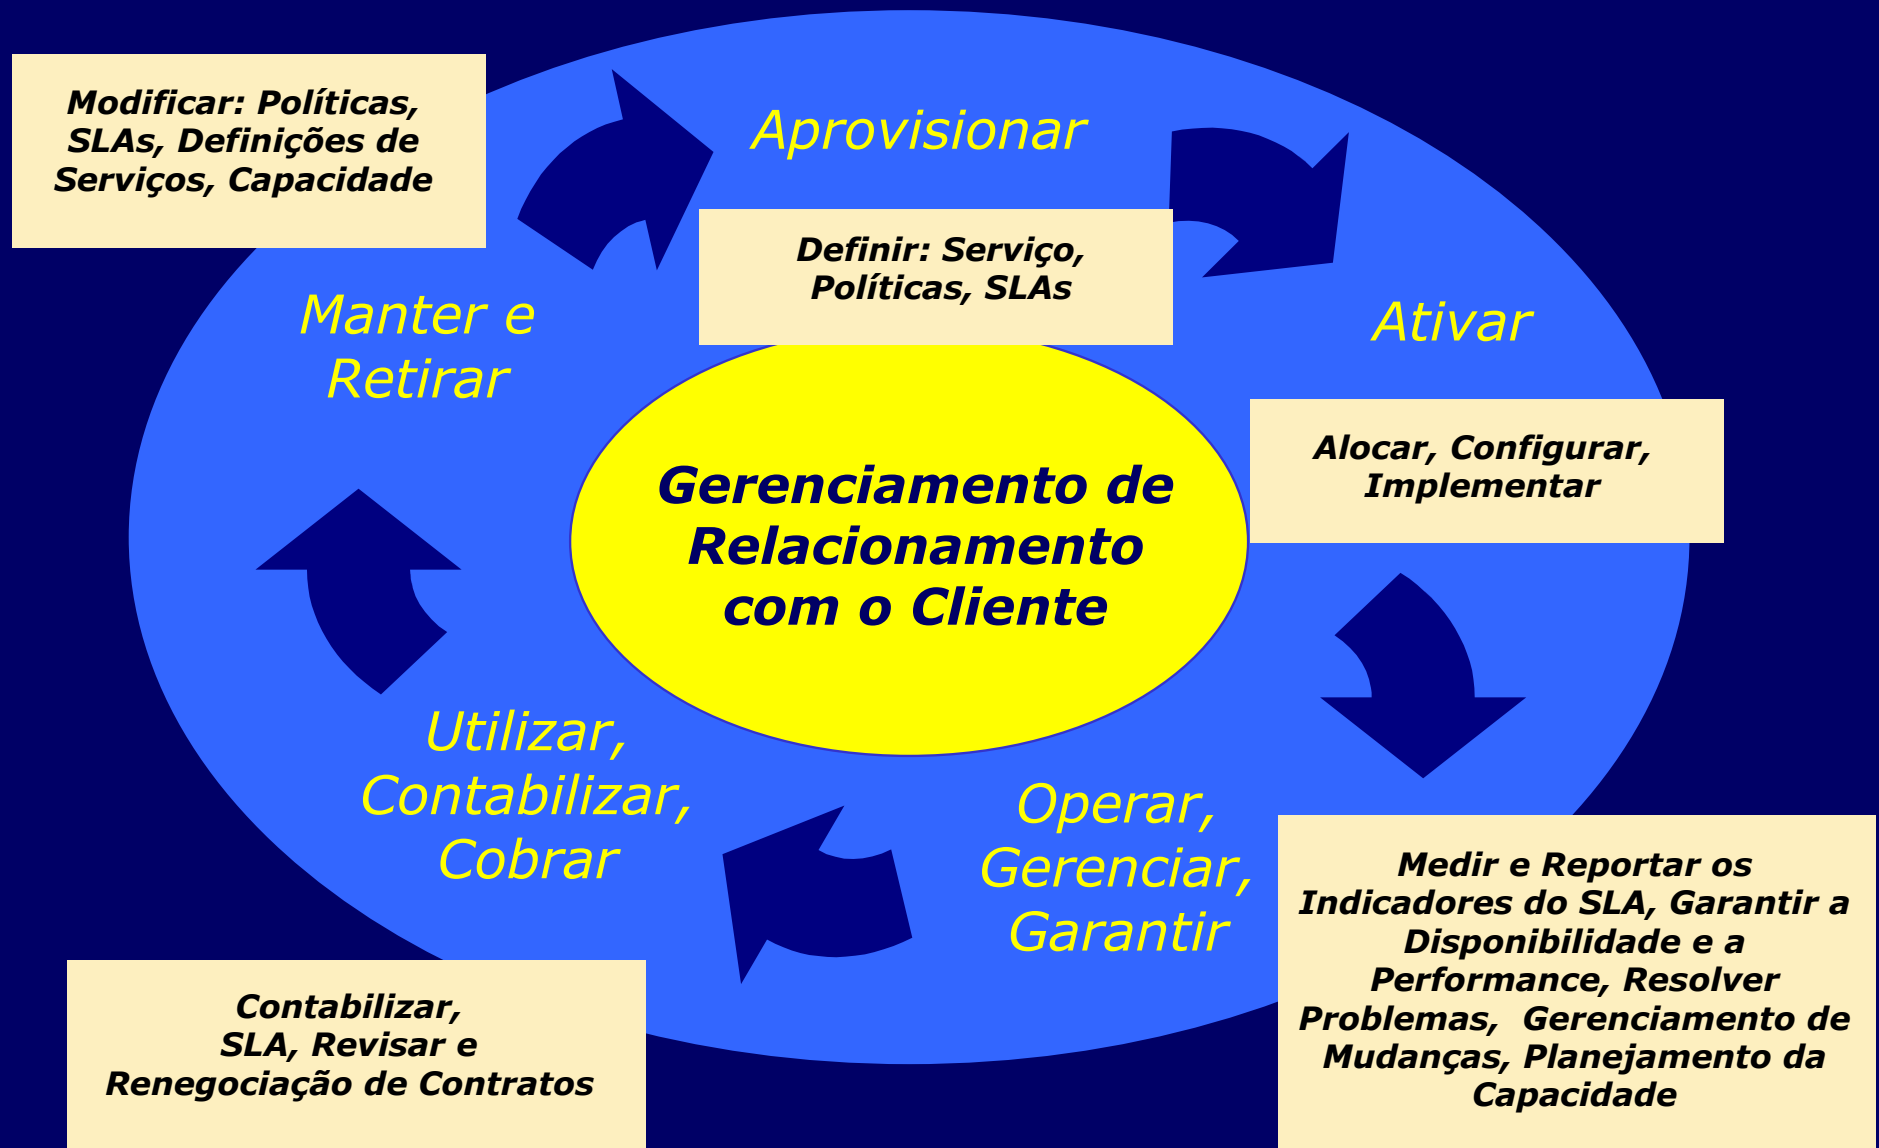 Modificar: Políticas,
SLAs, Definições de
Serviços, Capacidade
Aprovisionar
Definir: Serviço,
Políticas, SLAs
Manter e
Retirar
Ativar
Alocar, Configurar,
Implementar
Gerenciamento de
Relacionamento
com o Cliente
Utilizar,
Contabilizar,
Cobrar
Operar,
Gerenciar,
Garantir
Medir e Reportar os
Indicadores do SLA, Garantir a
Disponibilidade e a
Performance, Resolver
Problemas,  Gerenciamento de
Mudanças, Planejamento da
Capacidade
Contabilizar,
SLA, Revisar e
Renegociação de Contratos